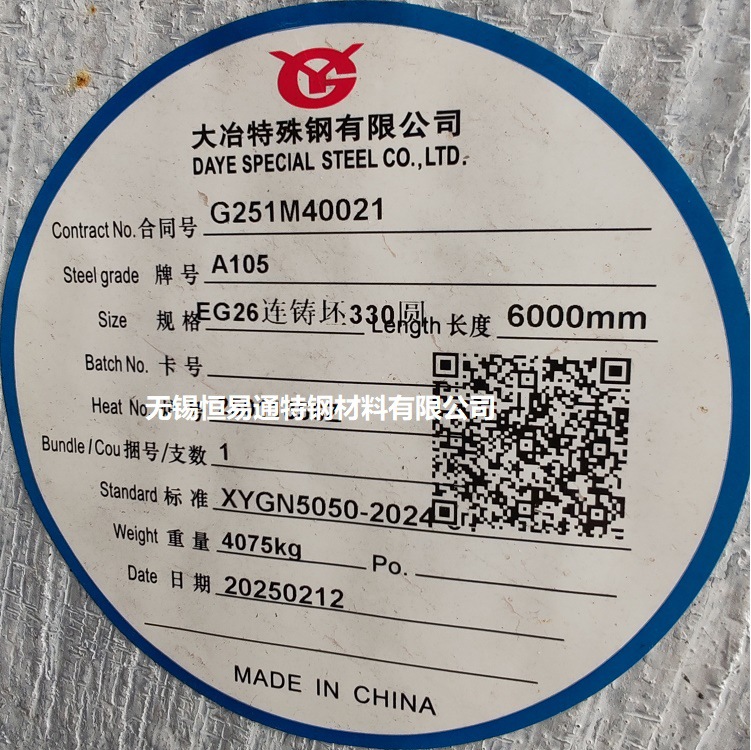 大冶特殊钢有限公司
DAYE SPECIAL STEEL CO.,LTD.
Contract No.合同号 G251M40021
Steel grade 牌号 A105
Size 规格 EG26连铸坯330圆 Length 长度 6000mm
Batch No. 卡号
Heat No.
无锡恒易通特钢材料有限公司
Bundle/Cou捆号/支数 1
Standard 标准 XYGN5050-2024
Weight 重量 4075kg Po.
Date 日期 20250212
MADE IN CHINA